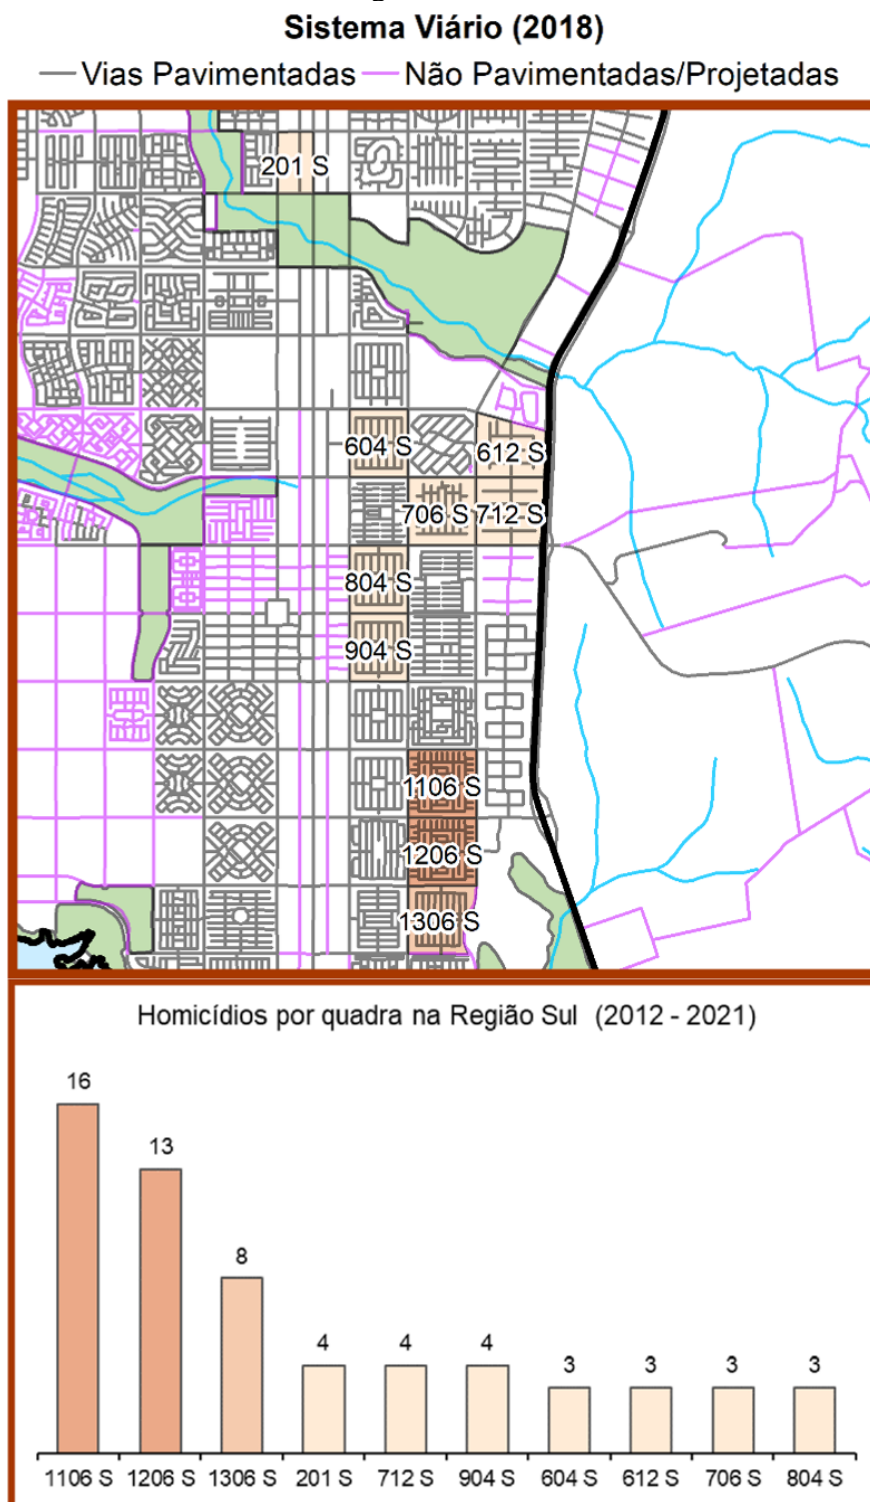 Sistema Viário (2018)
Vias Pavimentadas Não Pavimentadas/Projetadas
201 S
604 S
612 S
706 S
712 S
804 S
904 S
1106 S
1206 S
1306 S
Homicídios por quadra na Região Sul (2012 - 2021)
16
13
8
4
4
4
3
3
3
3
1106 S 1206 S 1306 S 201 S 712 S 904 S 604 S 612 S 706 S 804 S